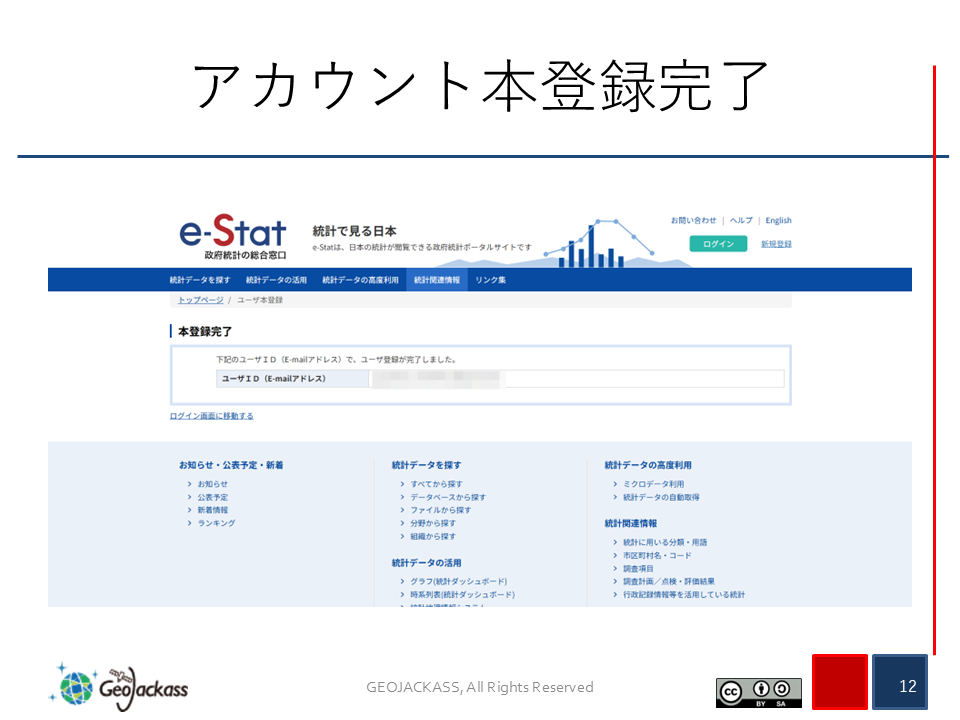 アカウント本登録完了
e-Stat
政府統計の総合窓口
統計で見る日本
e-Statは、日本の統計が閲覧できる政府統計ポータルサイトです
お問い合わせ | ヘルプ | English
ログイン 新規登録
統計データを探す 統計データの活用 統計データの高度利用 統計関連情報 リンク集
トップページ / ユーザ本登録
本登録完了
下記のユーザＩＤ（E-mailアドレス）で、ユーザ登録が完了しました。
ユーザＩＤ（E-mailアドレス）
ログイン画面に移動する
お知らせ・公表予定・新着
お知らせ
公表予定
新着情報
ランキング
統計データを探す
すべてから探す
データベースから探す
ファイルから探す
分野から探す
組織から探す
統計データの活用
グラフ(統計ダッシュボード)
時系列表(統計ダッシュボード)
統計データの高度利用
ミクロデータ利用
統計データの自動取得
統計関連情報
統計に用いる分類・用語
市区町村名・コード
調査項目
調査計画／点検・評価結果
行政記録情報等を活用している統計
GeoJackass
GEOJACKASS, All Rights Reserved
cc BY SA
12